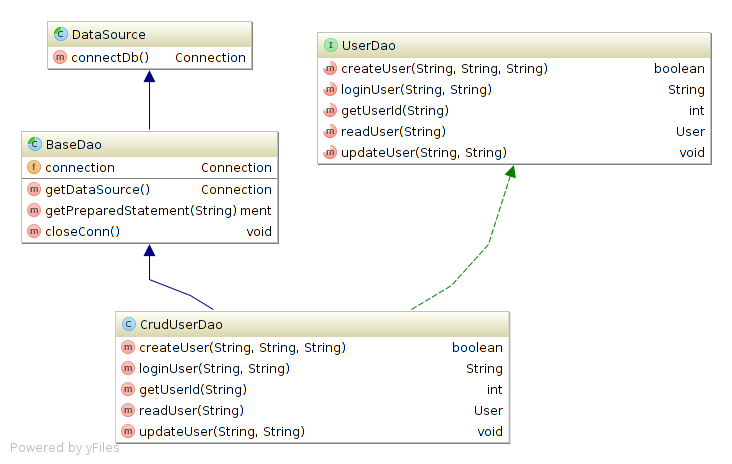 DataSource
connectDb() Connection
UserDao
createUser(String, String, String) boolean
loginUser(String, String) String
getUserId(String) int
readUser(String) User
updateUser(String, String) void
BaseDao
connection Connection
getDataSource() Connection
getPreparedStatement(String) ment
closeConn() void
CrudUserDao
createUser(String, String, String) boolean
loginUser(String, String) String
getUserId(String) int
readUser(String) User
updateUser(String, String) void
Powered by yFiles